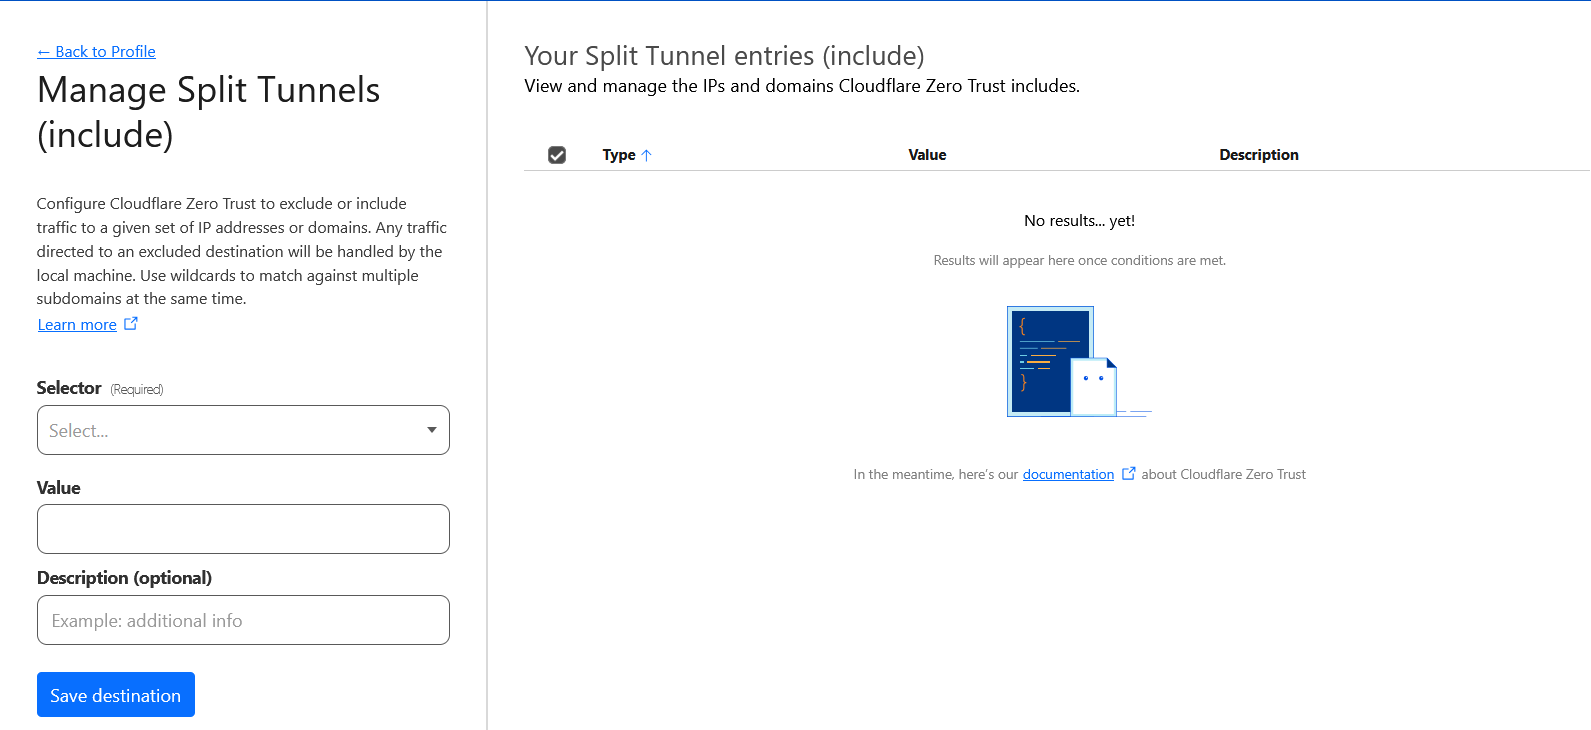 ← Back to Profile
Manage Split Tunnels
(include)
Configure Cloudflare Zero Trust to exclude or include
traffic to a given set of IP addresses or domains. Any traffic
directed to an excluded destination will be handled by the
local machine. Use wildcards to match against multiple
subdomains at the same time.
Learn more
Selector (Required)
Select...
Value
Description (optional)
Example: additional info
Save destination
Your Split Tunnel entries (include)
View and manage the IPs and domains Cloudflare Zero Trust includes.
Type ↑ Value Description
No results... yet!
Results will appear here once conditions are met.
{
}
In the meantime, here's our documentation about Cloudflare Zero Trust